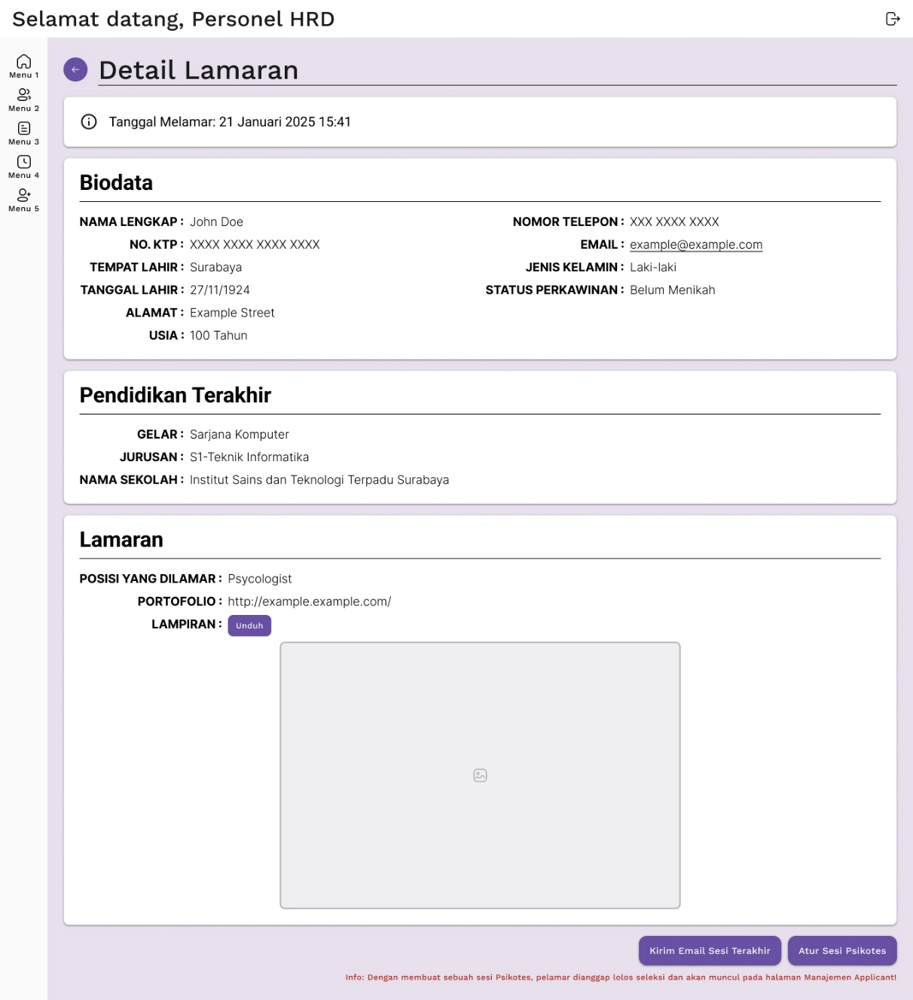 Selamat datang, Personel HRD
Menu 1
Menu 2
Menu 3
Menu 4
Menu 5
Detail Lamaran
Tanggal Melamar: 21 Januari 2025 15:41
Biodata
NAMA LENGKAP : John Doe
NO. KTP : XXXX XXXX XXXX XXXX
TEMPAT LAHIR : Surabaya
TANGGAL LAHIR : 27/11/1924
ALAMAT : Example Street
USIA : 100 Tahun
NOMOR TELEPON : XXX XXXX XXXX
EMAIL : example@example.com
JENIS KELAMIN : Laki-laki
STATUS PERKAWINAN : Belum Menikah
Pendidikan Terakhir
GELAR : Sarjana Komputer
JURUSAN : S1-Teknik Informatika
NAMA SEKOLAH : Institut Sains dan Teknologi Terpadu Surabaya
Lamaran
POSISI YANG DILAMAR : Psycologist
PORTOFOLIO : http://example.example.com/
LAMPIRAN : Unduh
Kirim Email Sesi Terakhir
Atur Sesi Psikotes
Info: Dengan membuat sebuah sesi Psikotes, pelamar dianggap lolos seleksi dan akan muncul pada halaman Manajemen Applicant!